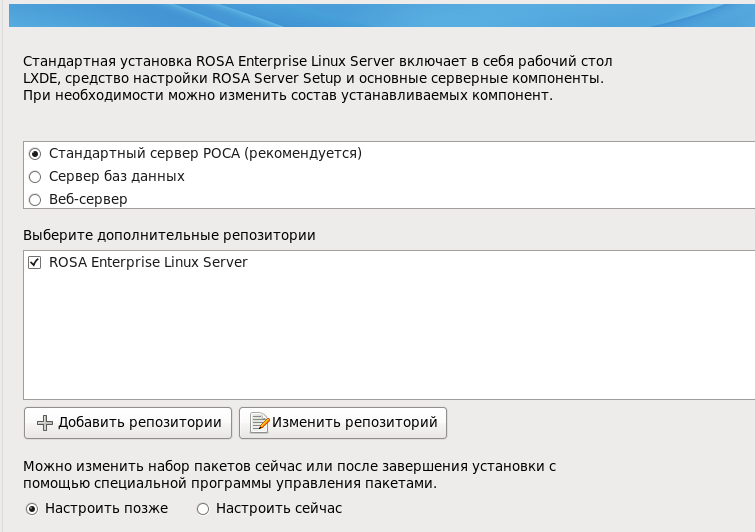 Стандартная установка ROSA Enterprise Linux Server включает в себя рабочий стол
LXDE, средство настройки ROSA Server Setup и основные серверные компоненты.
При необходимости можно изменить состав устанавливаемых компонент.
Стандартный сервер РОСА (рекомендуется)
Сервер баз данных
Веб-сервер
Выберите дополнительные репозитории
ROSA Enterprise Linux Server
Добавить репозитории Изменить репозиторий
Можно изменить набор пакетов сейчас или после завершения установки с
помощью специальной программы управления пакетами.
Настроить позже Настроить сейчас